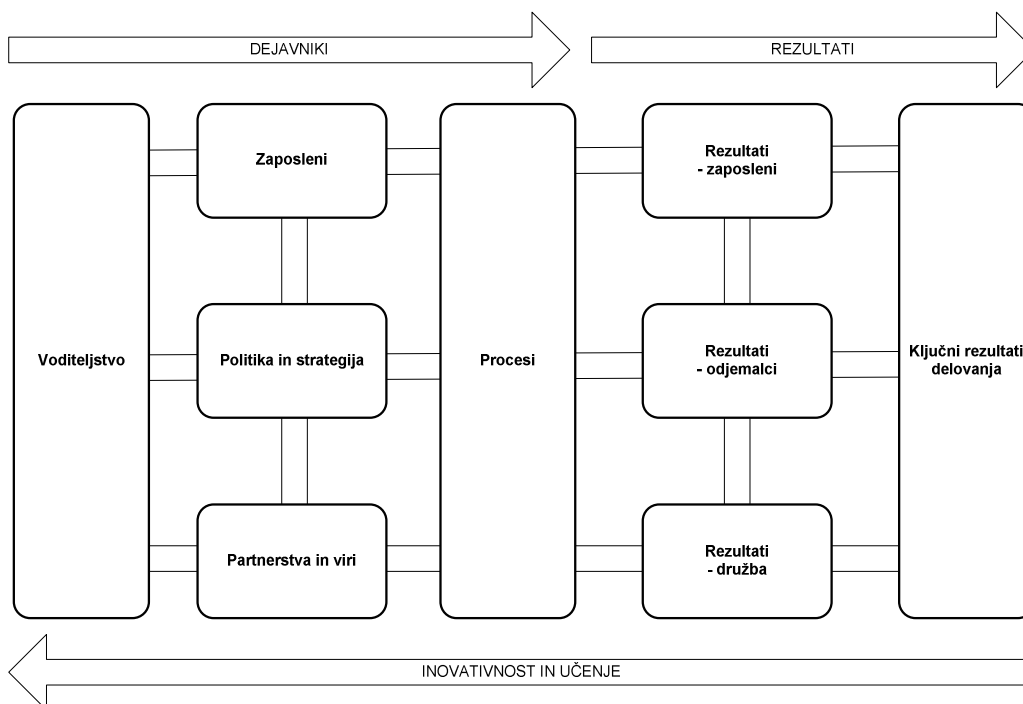 DEJAVNIKI
REZULTATI
Voditeljstvo
Zaposleni
Politika in strategija
Partnerstva in viri
Procesi
Rezultati
- zaposleni
Rezultati
- odjemalci
Rezultati
- družba
Ključni rezultati
delovanja
INOVATIVNOST IN UČENJE